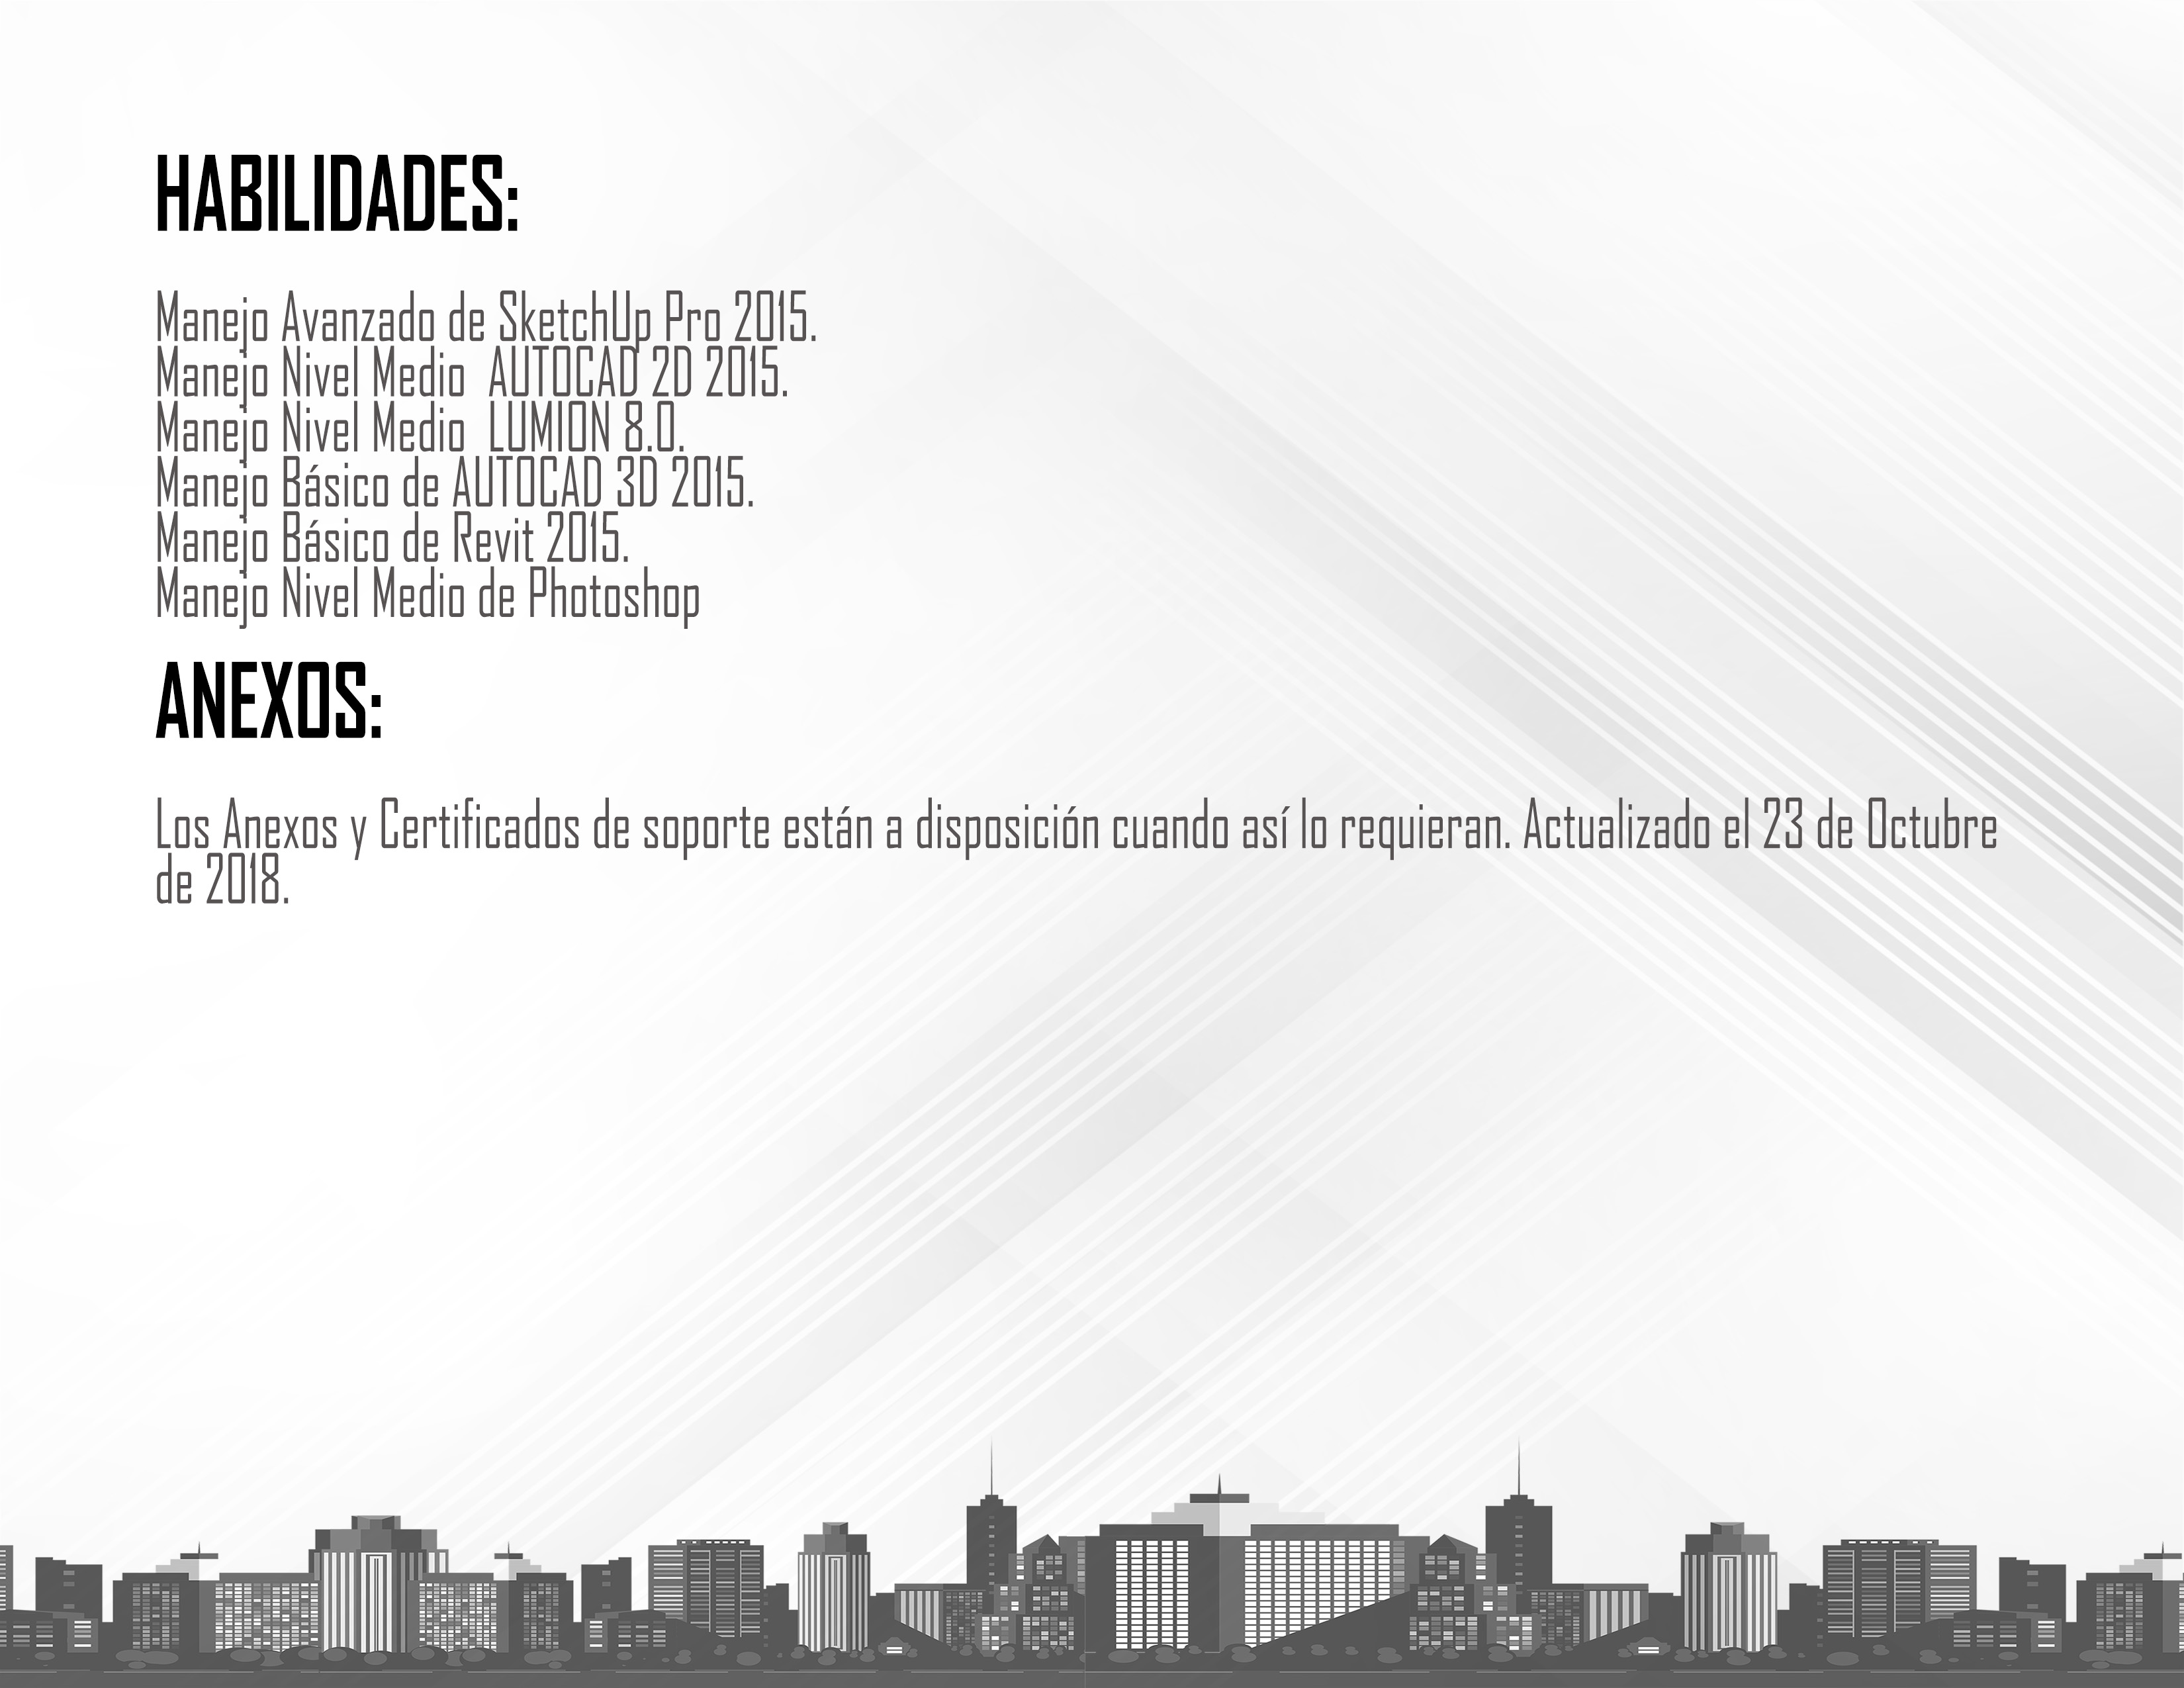 HABILIDADES:
Manejo Avanzado de SketchUp Pro 2015.
Manejo Nivel Medio  AUTOCAD 2D 2015.
Manejo Nivel Medio  LUMION 8.0.
Manejo Básico de AUTOCAD 3D 2015.
Manejo Básico de Revit 2015.
Manejo Nivel Medio de Photoshop
ANEXOS:
Los Anexos y Certificados de soporte están a disposición cuando así lo requieran. Actualizado el 23 de Octubre
de 2018.